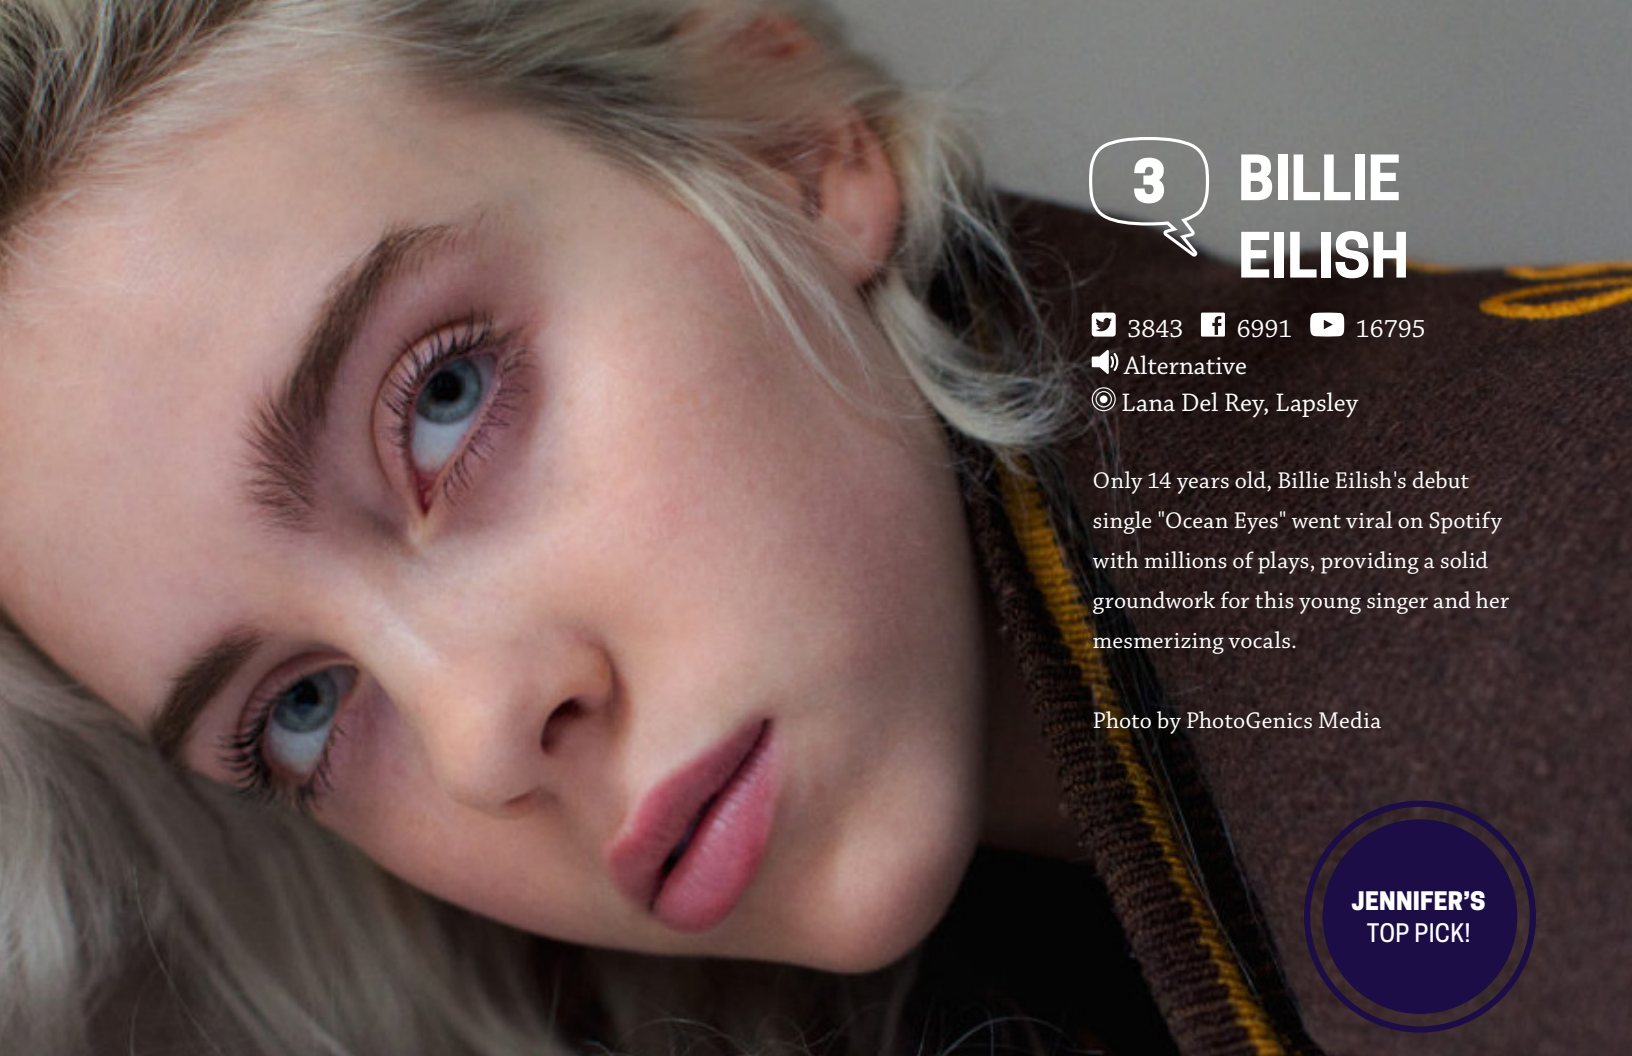 3
BILLIE
EILISH
3843 6991 16795
Alternative
Lana Del Rey, Lapsley
Only 14 years old, Billie Eilish's debut
single "Ocean Eyes" went viral on Spotify
with millions of plays, providing a solid
groundwork for this young singer and her
mesmerizing vocals.
Photo by PhotoGenics Media
JENNIFER'S
TOP PICK!